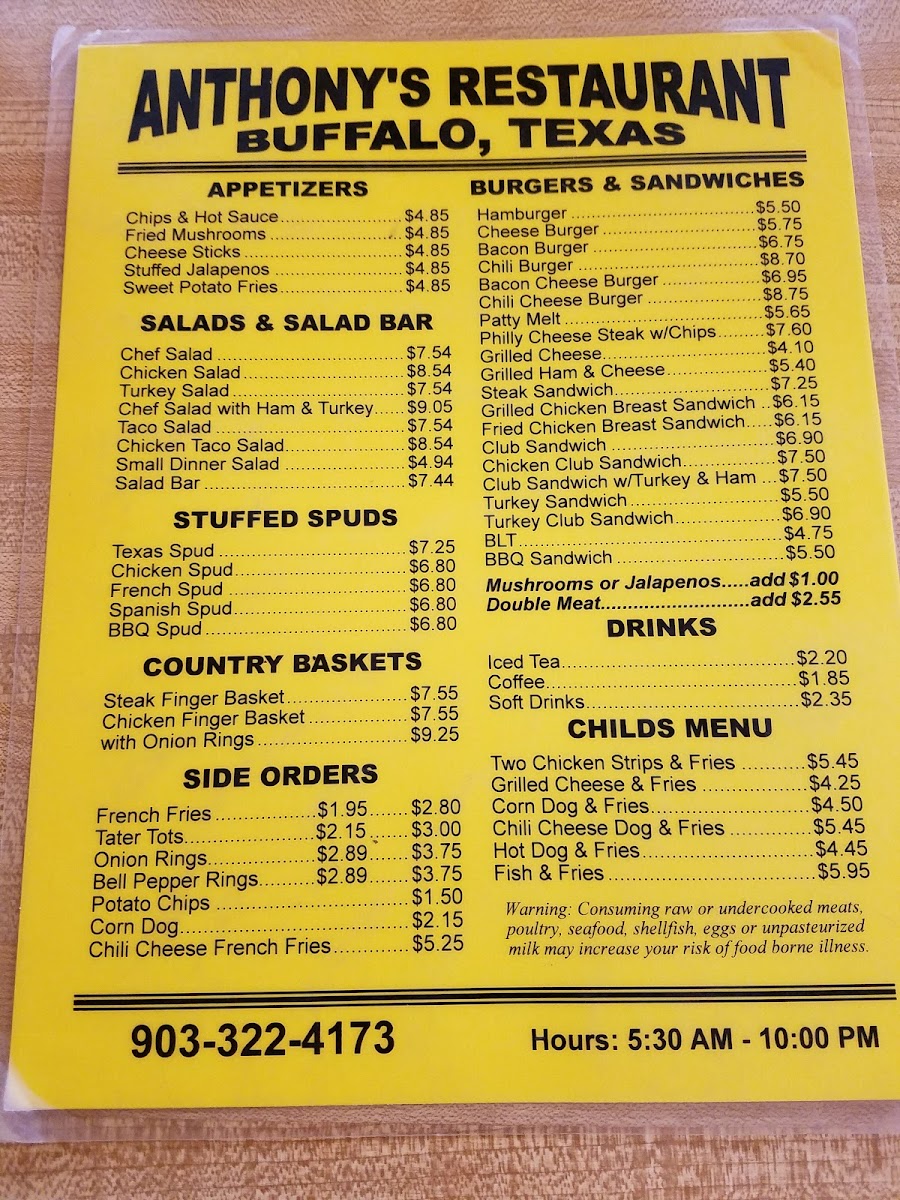 ANTHONY'S RESTAURANT
BUFFALO, TEXAS
APPETIZERS
Chips & Hot Sauce..........$4.85
Fried Mushrooms..........$4.85
Cheese Sticks..........$4.85
Stuffed Jalapenos..........$4.85
Sweet Potato Fries..........$4.85
SALADS & SALAD BAR
Chef Salad..........$7.54
Chicken Salad..........$8.54
Turkey Salad..........$7.54
Chef Salad with Ham & Turkey......$9.05
Taco Salad..........$7.54
Chicken Taco Salad..........$8.54
Small Dinner Salad..........$4.94
Salad Bar..........$7.44
STUFFED SPUDS
Texas Spud..........$7.25
Chicken Spud..........$6.80
French Spud..........$6.80
Spanish Spud..........$6.80
BBQ Spud..........$6.80
COUNTRY BASKETS
Steak Finger Basket..........$7.55
Chicken Finger Basket..........$7.55
with Onion Rings..........$9.25
SIDE ORDERS
French Fries..........$1.95.......$2.80
Tater Tots..........$2.15.......$3.00
Onion Rings..........$2.89.......$3.75
Bell Pepper Rings..........$2.89.......$3.75
Potato Chips..........$1.50
Corn Dog..........$2.15
Chili Cheese French Fries..........$5.25
BURGERS & SANDWICHES
Hamburger..........$5.50
Cheese Burger..........$5.75
Bacon Burger..........$6.75
Chili Burger..........$8.70
Bacon Cheese Burger..........$6.95
Chili Cheese Burger..........$8.75
Patty Melt..........$5.65
Philly Cheese Steak w/Chips..........$7.60
Grilled Cheese..........$4.10
Grilled Ham & Cheese..........$5.40
Steak Sandwich..........$7.25
Grilled Chicken Breast Sandwich ..$6.15
Fried Chicken Breast Sandwich.....$6.15
Club Sandwich..........$6.90
Chicken Club Sandwich..........$7.50
Club Sandwich w/Turkey & Ham ...$7.50
Turkey Sandwich..........$5.50
Turkey Club Sandwich..........$6.90
BLT..........$4.75
BBQ Sandwich..........$5.50
Mushrooms or Jalapenos.....add $1.00
Double Meat..........add $2.55
DRINKS
Iced Tea..........$2.20
Coffee..........$1.85
Soft Drinks..........$2.35
CHILDS MENU
Two Chicken Strips & Fries..........$5.45
Grilled Cheese & Fries..........$4.25
Corn Dog & Fries..........$4.50
Chili Cheese Dog & Fries..........$5.45
Hot Dog & Fries..........$4.45
Fish & Fries..........$5.95
Warning: Consuming raw or undercooked meats,
poultry, seafood, shellfish, eggs or unpasteurized
milk may increase your risk of food borne illness.
903-322-4173
Hours: 5:30 AM - 10:00 PM